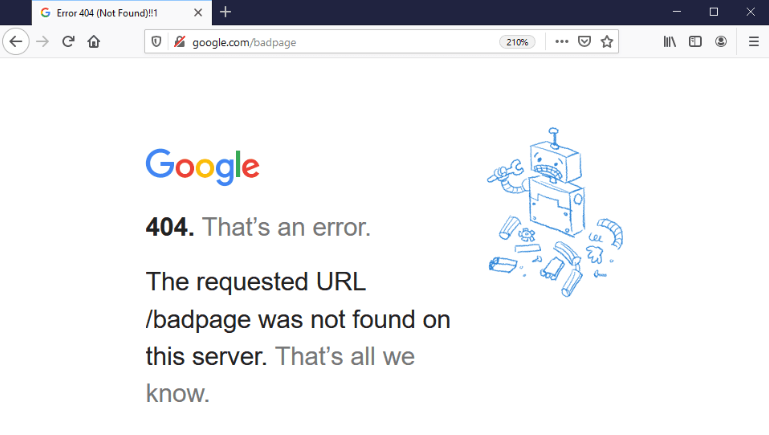 Error 404 (Not Found)!!1
google.com/badpage
210%
Google
404. That’s an error.
The requested URL
/badpage was not found on
this server. That’s all we
know.